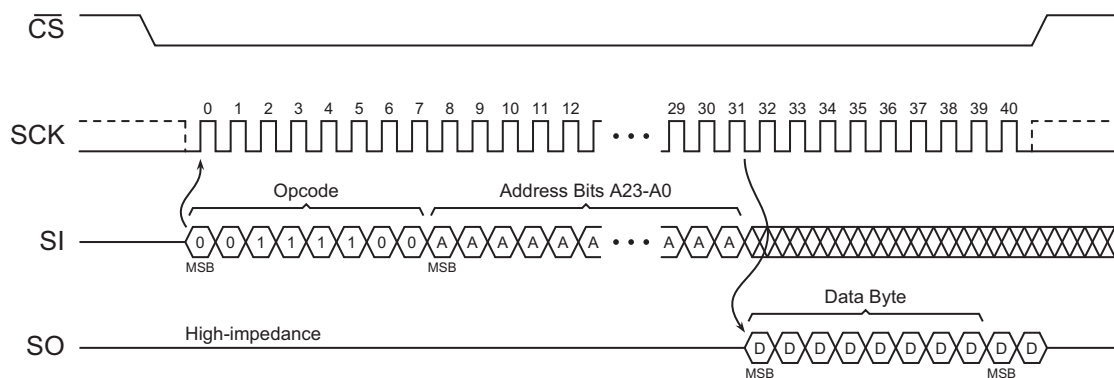 CS
0 1 2 3 4 5 6 7 8 9 10 11 12 29 30 31 32 33 34 35 36 37 38 39 40
SCK
Opcode Address Bits A23-A0
SI 0 0 1 1 1 1 0 0 A A A A A A A A A
MSB MSB
Data Byte
High-impedance
SO D D D D D D D D D D
MSB MSB